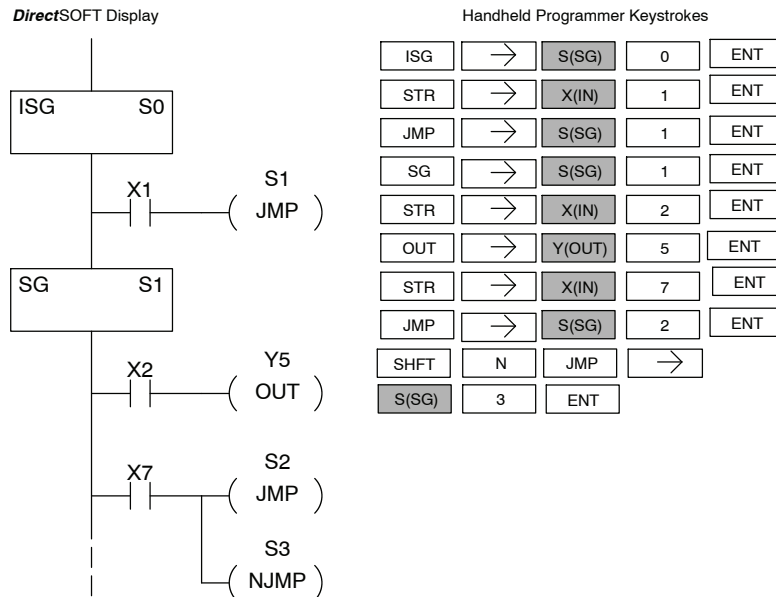 DirectSOFT Display
ISG S0
X1
S1
JMP
SG S1
X2
Y5
OUT
X7
S2
JMP
S3
NJMP
Handheld Programmer Keystrokes
ISG → S(SG) 0 ENT
STR → X(IN) 1 ENT
JMP → S(SG) 1 ENT
SG → S(SG) 1 ENT
STR → X(IN) 2 ENT
OUT → Y(OUT) 5 ENT
STR → X(IN) 7 ENT
JMP → S(SG) 2 ENT
SHFT N JMP →
S(SG) 3 ENT